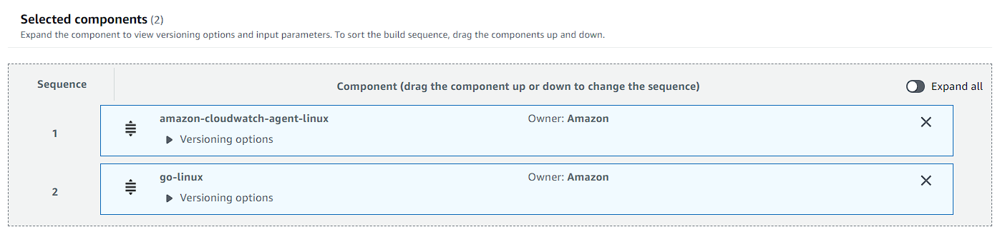 Selected components (2)
Expand the component to view versioning options and input parameters. To sort the build sequence, drag the components up and down.
Sequence
Component (drag the component up or down to change the sequence)
Expand all
1
amazon-cloudwatch-agent-linux
Owner: Amazon
Versioning options
2
go-linux
Owner: Amazon
Versioning options